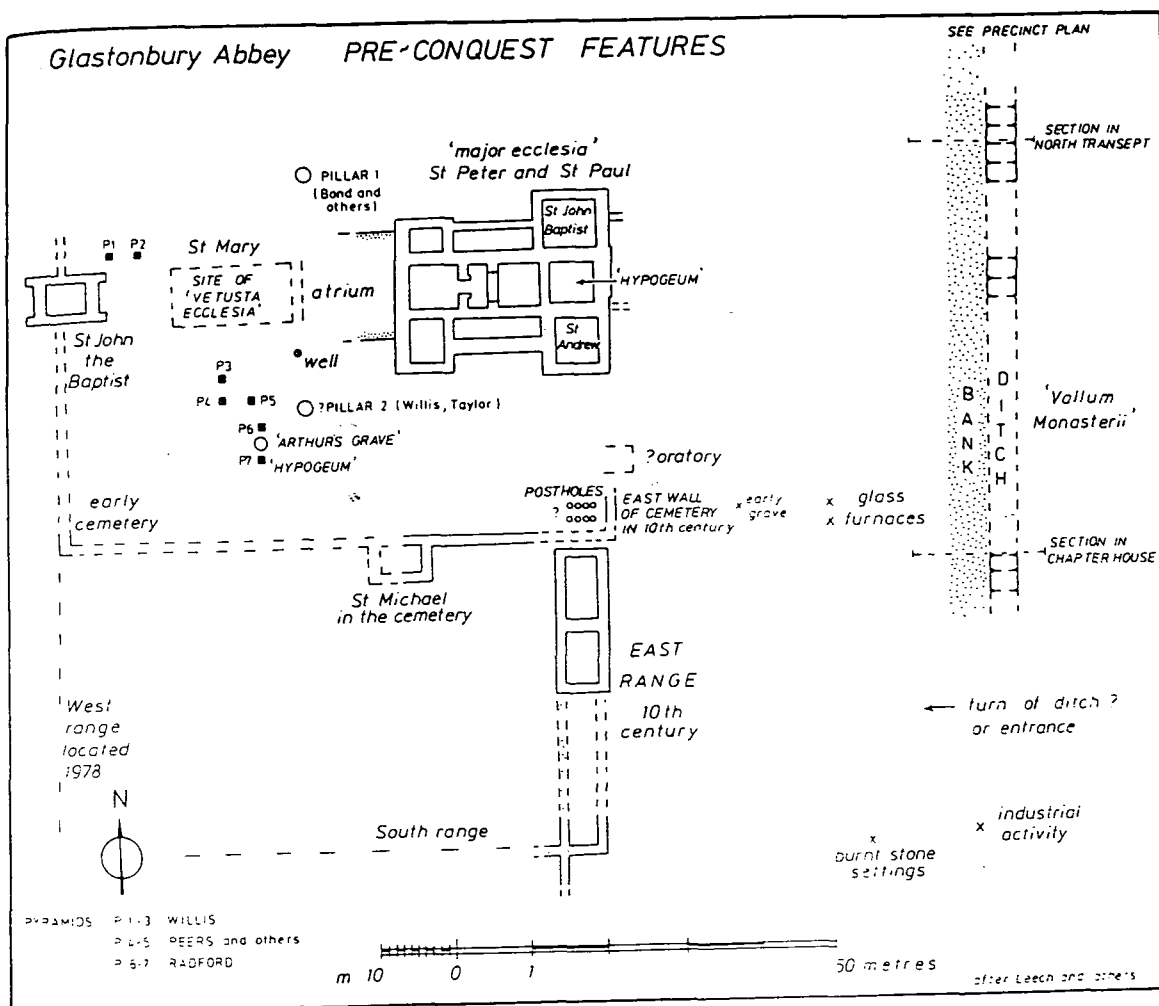 Glastonbury Abbey PRE-CONQUEST FEATURES
SEE PRECINCT PLAN
SECTION IN
NORTH TRANSEPT
'major ecclesia'
St Peter and St Paul
PILLAR 1
(Bond and
others)
St John
Baptist
P1 P2
St Mary
SITE OF
'VETUSTA
ECCLESIA'
atrium
'HYPOGEUM'
St
Andrew
St John
the
Baptist
well
P3
P4 P5
?PILLAR 2 (Willis, Taylor)
P6
'ARTHUR'S GRAVE'
P7 'HYPOGEUM'
BANK
DITCH
'Vallum
Monasterii'
?oratory
early
cemetery
POSTHOLES
?
EAST WALL
OF CEMETERY
IN 10th CENTURY
x early
grave
x glass
x furnaces
SECTION IN
CHAPTER HOUSE
St Michael
in the cemetery
EAST
RANGE
10th
century
West
range
located
1978
turn of ditch ?
or entrance
N
South range
x industrial
activity
x
burnt stone
settings
PYRAMIDS P 1-3 WILLIS
P 4-5 PEERS and others
P 6-7 RADFORD
m 10 0 1 50 metres
after Leech and others